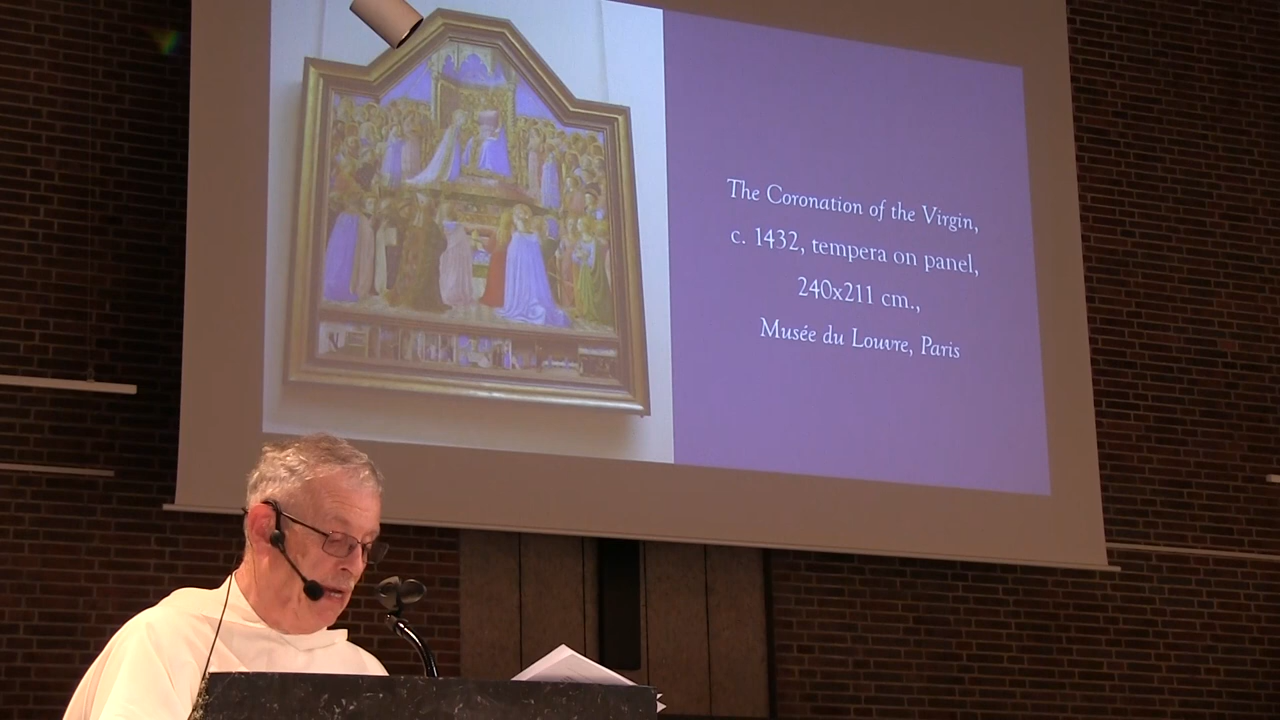 The Coronation of the Virgin,
c. 1432, tempera on panel,
240x211 cm.,
Musée du Louvre, Paris